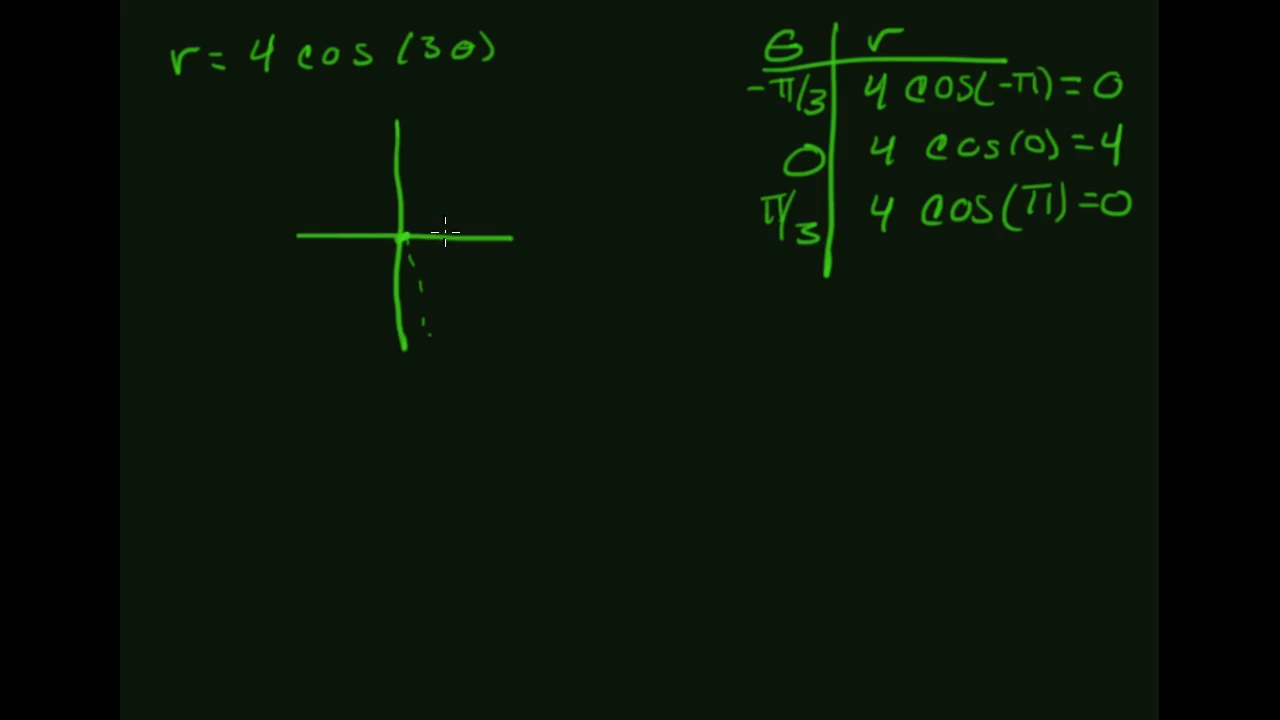 r = 4 cos (3θ)
θ r
-π/3 4 cos(-π) = 0
0 4 cos(0) = 4
π/3 4 cos(π) = 0